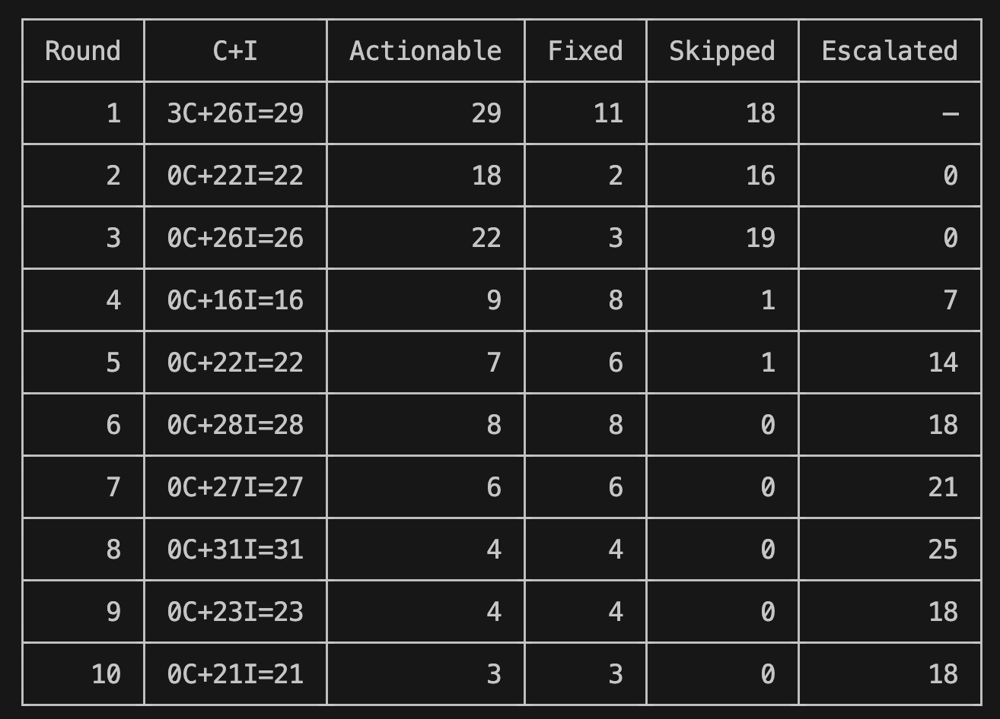 Round C+I Actionable Fixed Skipped Escalated
1 3C+26I=29 29 11 18 —
2 0C+22I=22 18 2 16 0
3 0C+26I=26 22 3 19 0
4 0C+16I=16 9 8 1 7
5 0C+22I=22 7 6 1 14
6 0C+28I=28 8 8 0 18
7 0C+27I=27 6 6 0 21
8 0C+31I=31 4 4 0 25
9 0C+23I=23 4 4 0 18
10 0C+21I=21 3 3 0 18